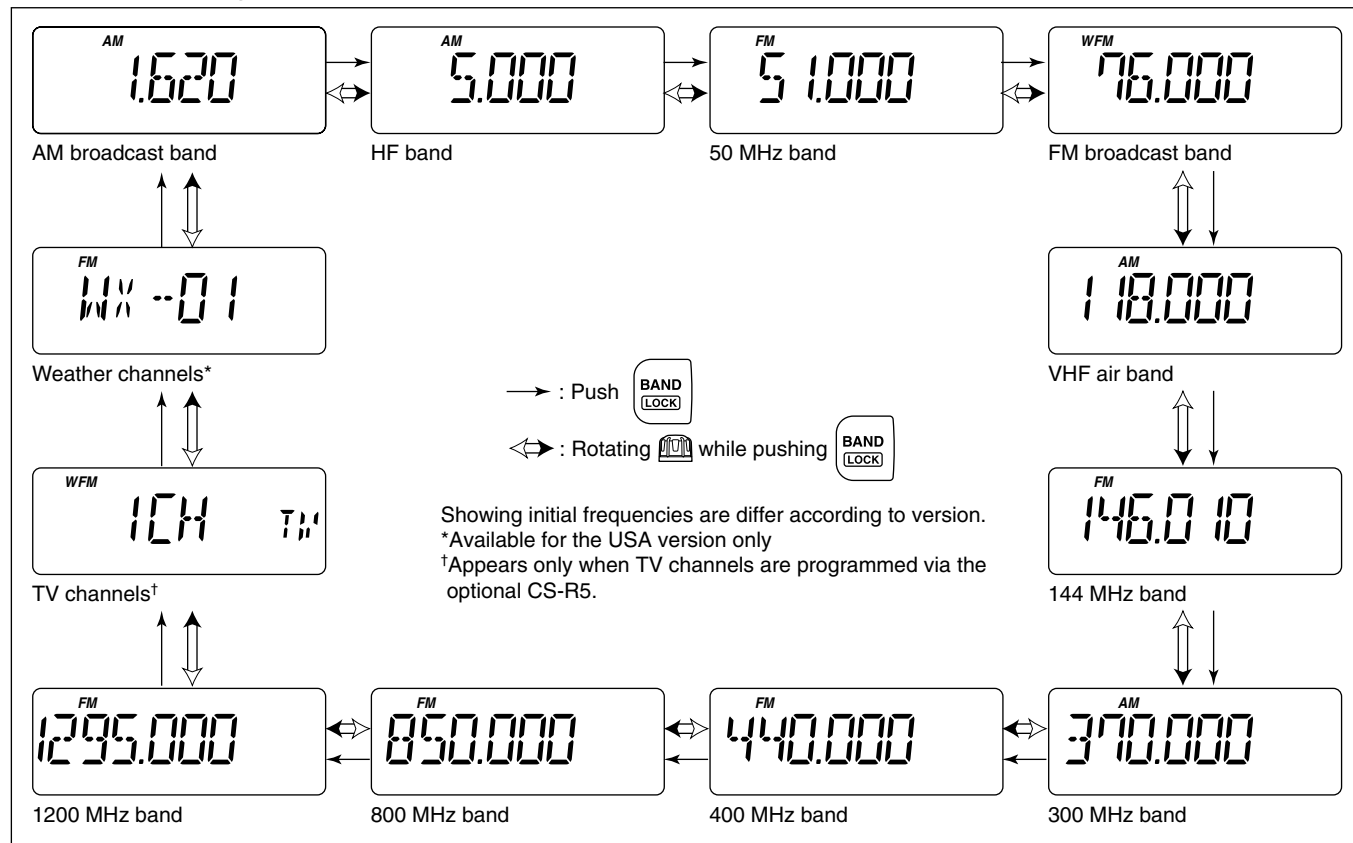 AM
1.620
AM broadcast band
AM
5.000
HF band
FM
51.000
50 MHz band
WFM
76.000
FM broadcast band
FM
WX--01
Weather channels*
AM
118.000
VHF air band
: Push BAND LOCK
: Rotating while pushing BAND LOCK
WFM
1CH TV
TV channels†
Showing initial frequencies are differ according to version.
*Available for the USA version only
†Appears only when TV channels are programmed via the
optional CS-R5.
FM
146.010
144 MHz band
FM
1295.000
1200 MHz band
FM
850.000
800 MHz band
FM
440.000
400 MHz band
AM
370.000
300 MHz band